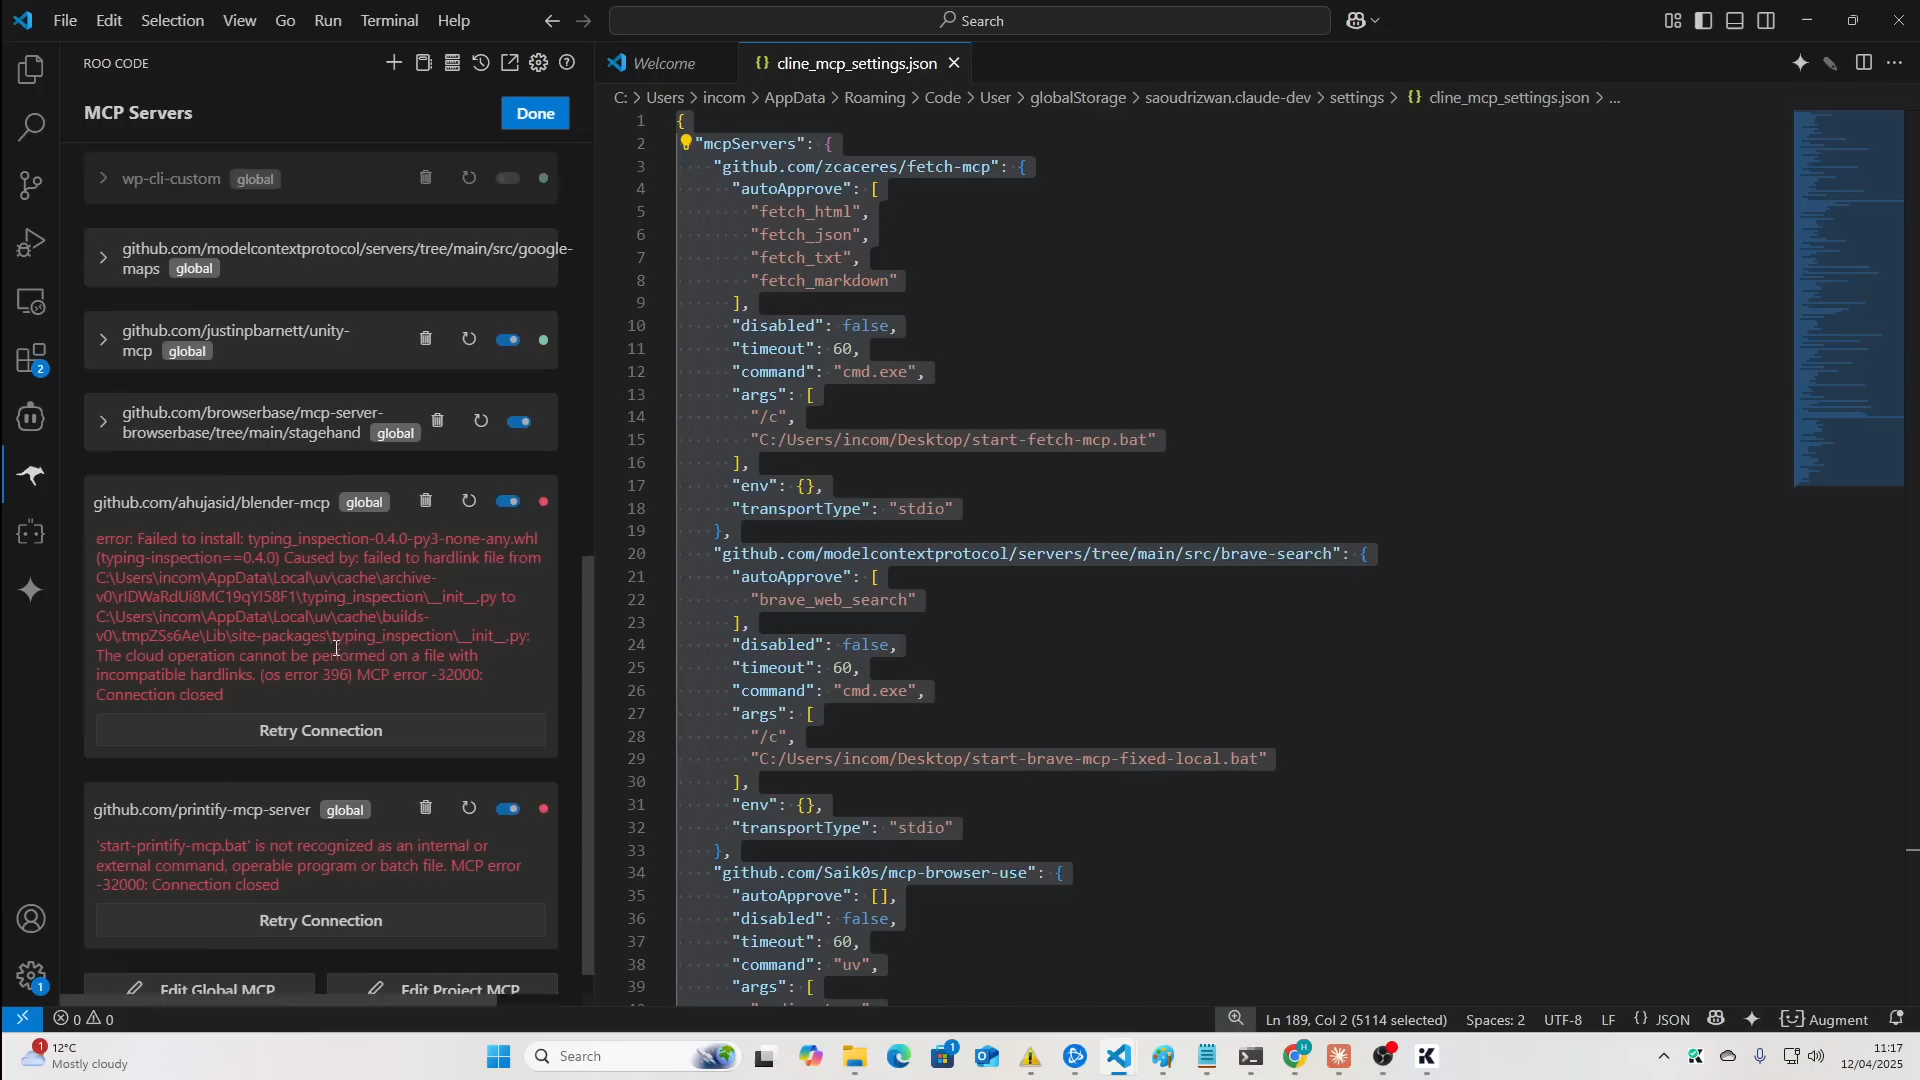 File Edit Selection View Go Run Terminal Help
Search
ROO CODE
MCP Servers
Done
wp-cli-custom global
github.com/modelcontextprotocol/servers/tree/main/src/google-
maps global
github.com/justinpbarnett/unity-
mcp global
github.com/browserbase/mcp-server-
browserbase/tree/main/stagehand global
github.com/ahujasid/blender-mcp global
error: Failed to install: typing_inspection-0.4.0-py3-none-any.whl
(typing-inspection==0.4.0) Caused by: failed to hardlink file from
C:\Users\incom\AppData\Local\uv\cache\archive-
v0\rIDWaRdUi8MC19qYI58F1\typing_inspection\__init__.py to
C:\Users\incom\AppData\Local\uv\cache\builds-
v0\.tmpZSs6Ae\Lib\site-packages\typing_inspection\__init__.py:
The cloud operation cannot be performed on a file with
incompatible hardlinks. (os error 396) MCP error -32000:
Connection closed
Retry Connection
github.com/printify-mcp-server global
'start-printify-mcp.bat' is not recognized as an internal or
external command, operable program or batch file. MCP error
-32000: Connection closed
Retry Connection
Edit Global MCP Edit Project MCP
2
1
Welcome {} cline_mcp_settings.json
C: > Users > incom > AppData > Roaming > Code > User > globalStorage > saoudrizwan.claude-dev > settings > {} cline_mcp_settings.json > ...
1 {
2 "mcpServers": {
3 "github.com/zcaceres/fetch-mcp": {
4 "autoApprove": [
5 "fetch_html",
6 "fetch_json",
7 "fetch_txt",
8 "fetch_markdown"
9 ],
10 "disabled": false,
11 "timeout": 60,
12 "command": "cmd.exe",
13 "args": [
14 "/c",
15 "C:/Users/incom/Desktop/start-fetch-mcp.bat"
16 ],
17 "env": {},
18 "transportType": "stdio"
19 },
20 "github.com/modelcontextprotocol/servers/tree/main/src/brave-search": {
21 "autoApprove": [
22 "brave_web_search"
23 ],
24 "disabled": false,
25 "timeout": 60,
26 "command": "cmd.exe",
27 "args": [
28 "/c",
29 "C:/Users/incom/Desktop/start-brave-mcp-fixed-local.bat"
30 ],
31 "env": {},
32 "transportType": "stdio"
33 },
34 "github.com/Saik0s/mcp-browser-use": {
35 "autoApprove": [],
36 "disabled": false,
37 "timeout": 60,
38 "command": "uv",
39 "args": [
0 0
Ln 189, Col 2 (5114 selected) Spaces: 2 UTF-8 LF {} JSON Augment
1
12°C
Mostly cloudy
Search
1
H
11:17
12/04/2025